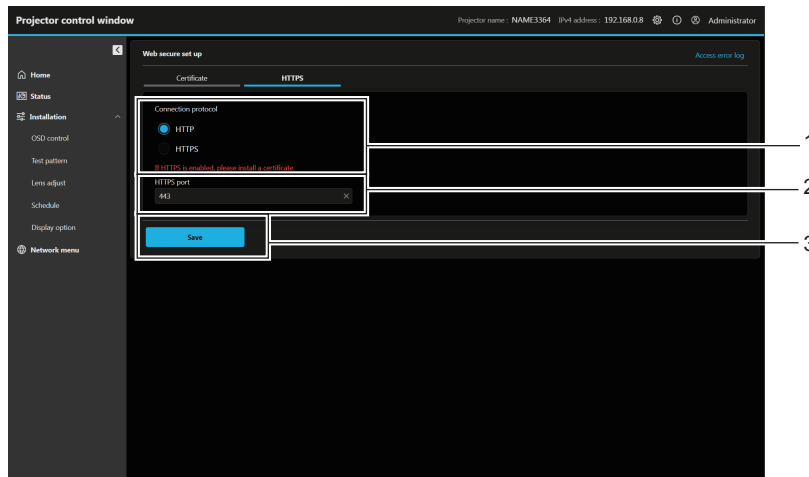 Projector control window
Projector name : NAME3364 IPv4 address : 192.168.0.8 Administrator
Web secure set up
Access error log
Home
Status
Installation
OSD control
Test pattern
Lens adjust
Schedule
Display option
Network menu
Certificate HTTPS
Connection protocol
HTTP
HTTPS
If HTTPS is enabled, please install a certificate
HTTPS port
443
Save
1
2
3